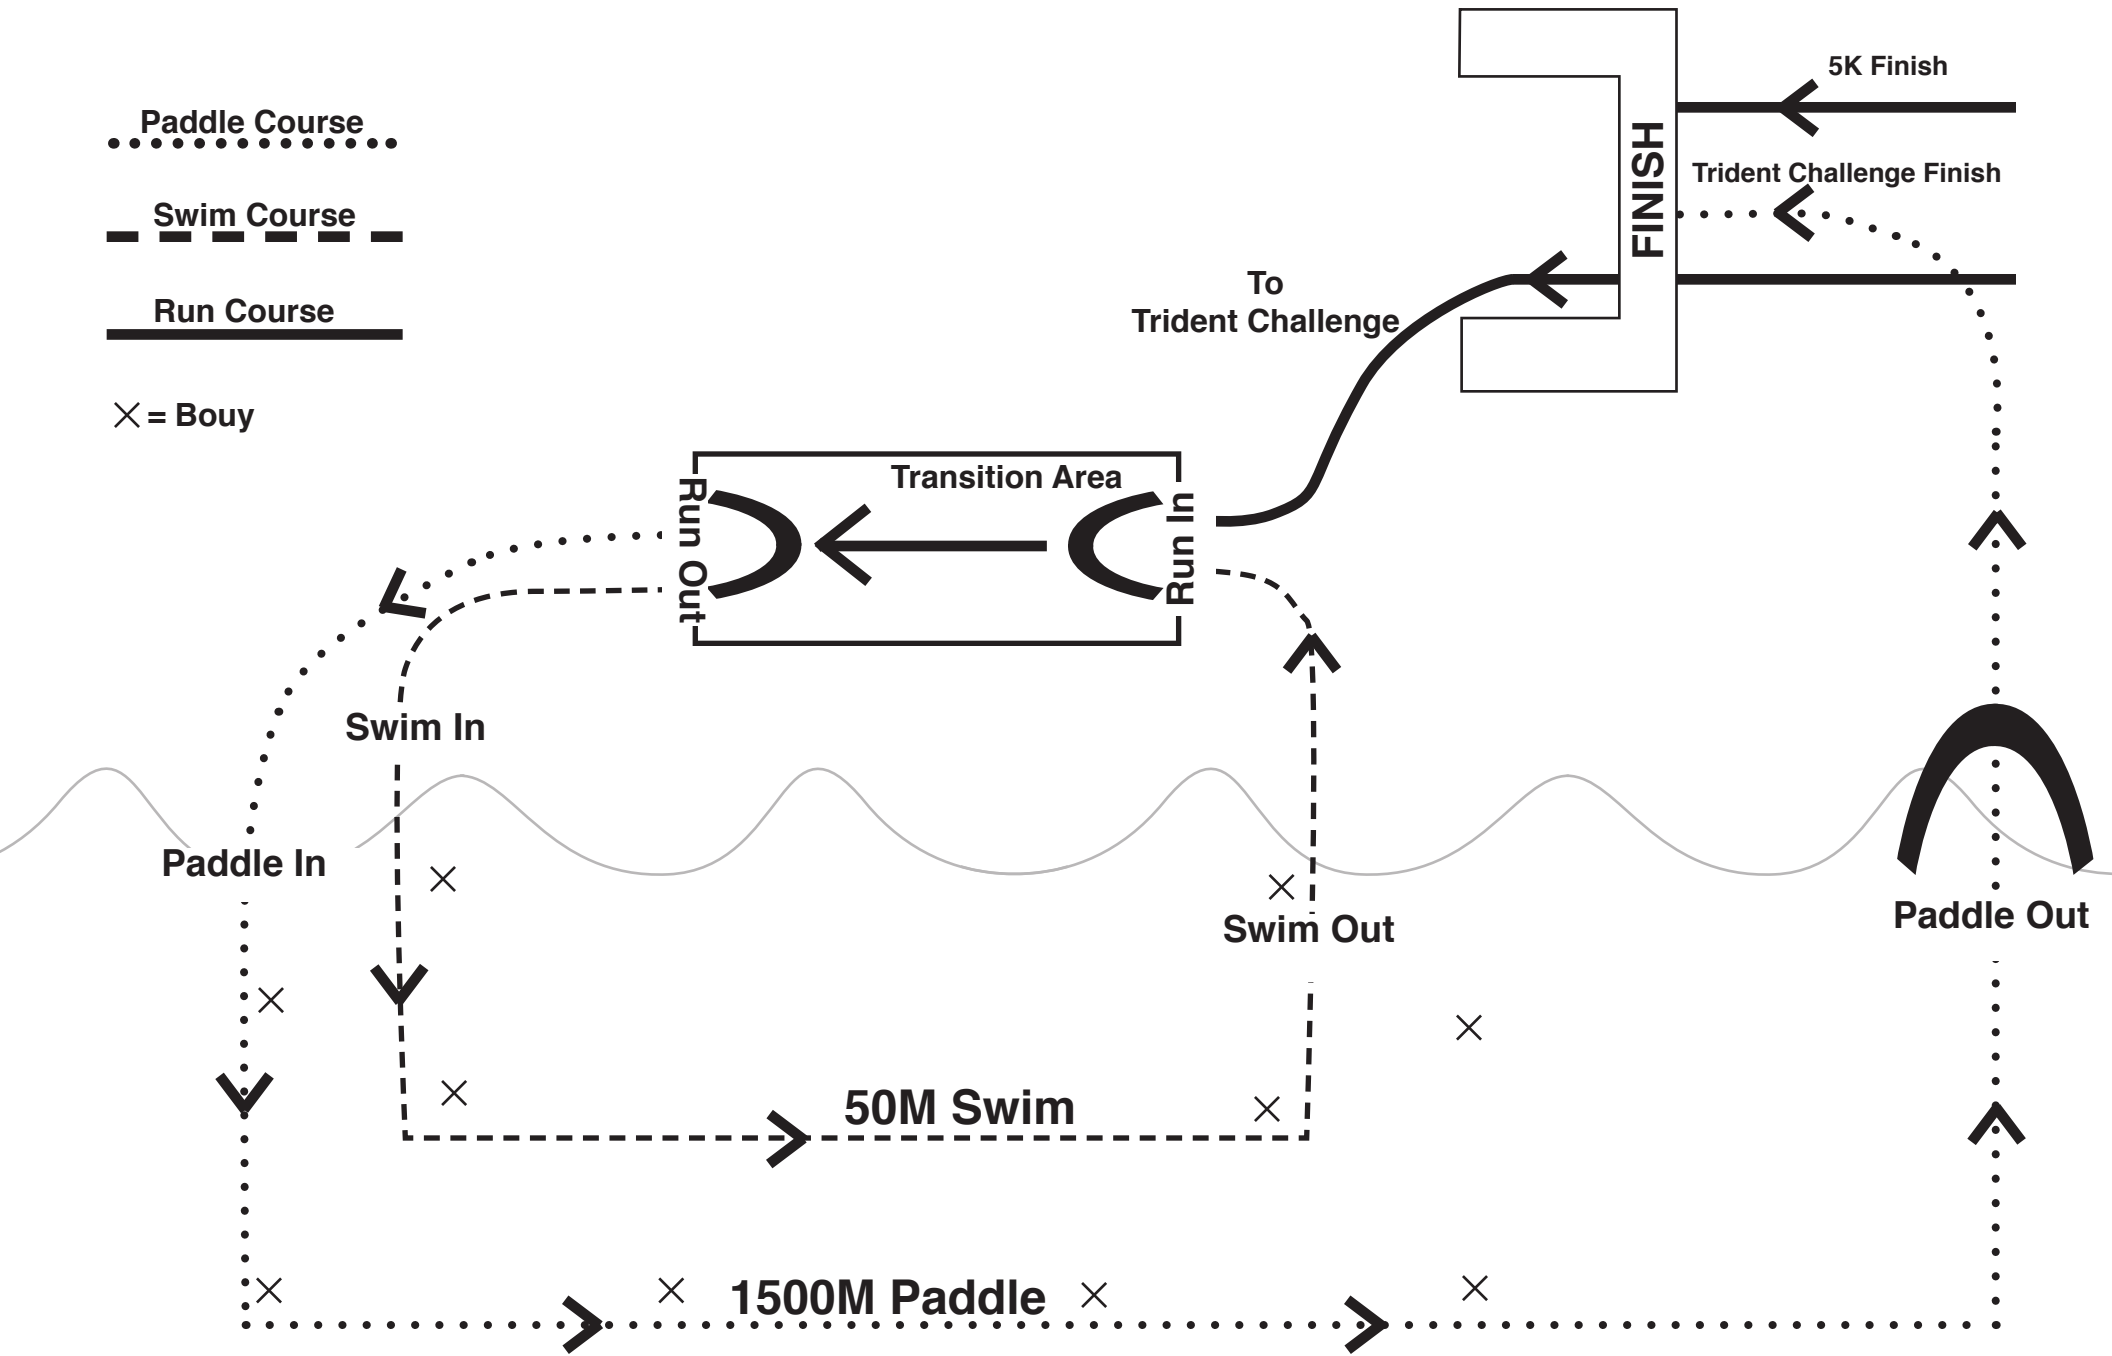 5K Finish
Paddle Course
FINISH
Trident Challenge Finish
Swim Course
To
Trident Challenge
Run Course
= Bouy
Transition Area
Run Out
Run In
Swim In
Paddle In
Swim Out
Paddle Out
50M Swim
1500M Paddle